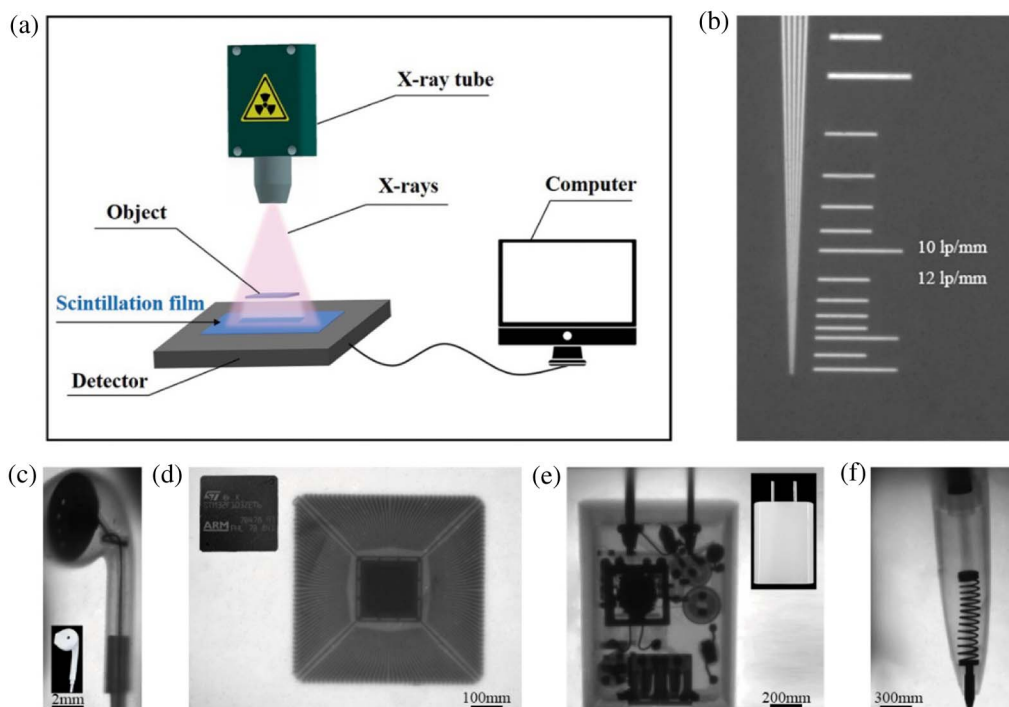 (a)
X-ray tube
X-rays
Object
Computer
Scintillation film
Detector
(b)
10 lp/mm
12 lp/mm
(c)
2mm
(d)
ARM
100mm
(e)
200mm
(f)
300mm